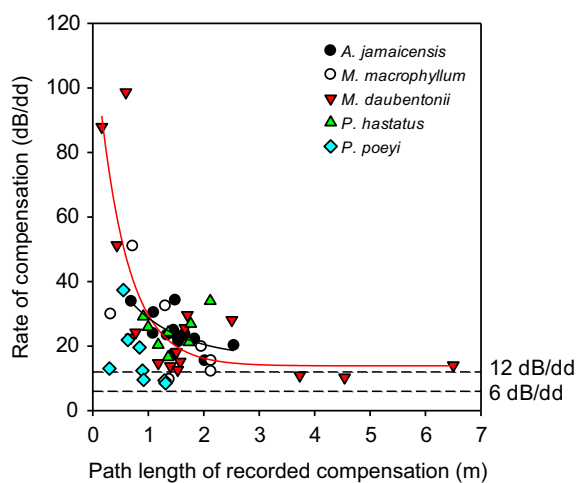 120
100
80
60
40
20
0
Rate of compensation (dB/dd)
A. jamaicensis
M. macrophyllum
M. daubentonii
P. hastatus
P. poeyi
12 dB/dd
6 dB/dd
0 1 2 3 4 5 6 7
Path length of recorded compensation (m)